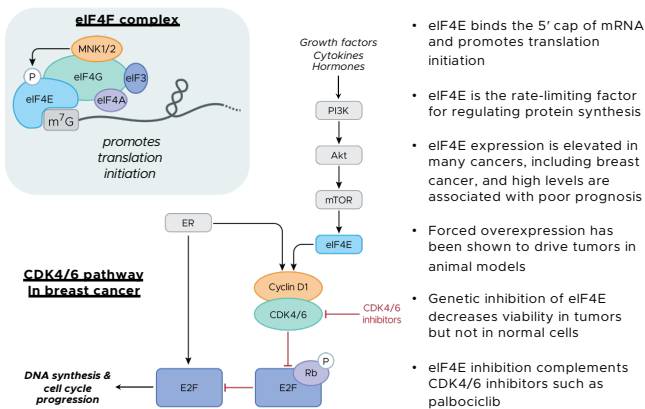 eIF4F complex
MNK1/2
P
eIF4G
eIF3
eIF4E
eIF4A
m7G
promotes
translation
initiation
Growth factors
Cytokines
Hormones
PI3K
Akt
mTOR
ER
eIF4E
CDK4/6 pathway
In breast cancer
Cyclin D1
CDK4/6
CDK4/6
inhibitors
P
Rb
DNA synthesis &
cell cycle
progression
E2F
E2F
• eIF4E binds the 5′ cap of mRNA
and promotes translation
initiation
• eIF4E is the rate-limiting factor
for regulating protein synthesis
• eIF4E expression is elevated in
many cancers, including breast
cancer, and high levels are
associated with poor prognosis
• Forced overexpression has
been shown to drive tumors in
animal models
• Genetic inhibition of eIF4E
decreases viability in tumors
but not in normal cells
• eIF4E inhibition complements
CDK4/6 inhibitors such as
palbociclib